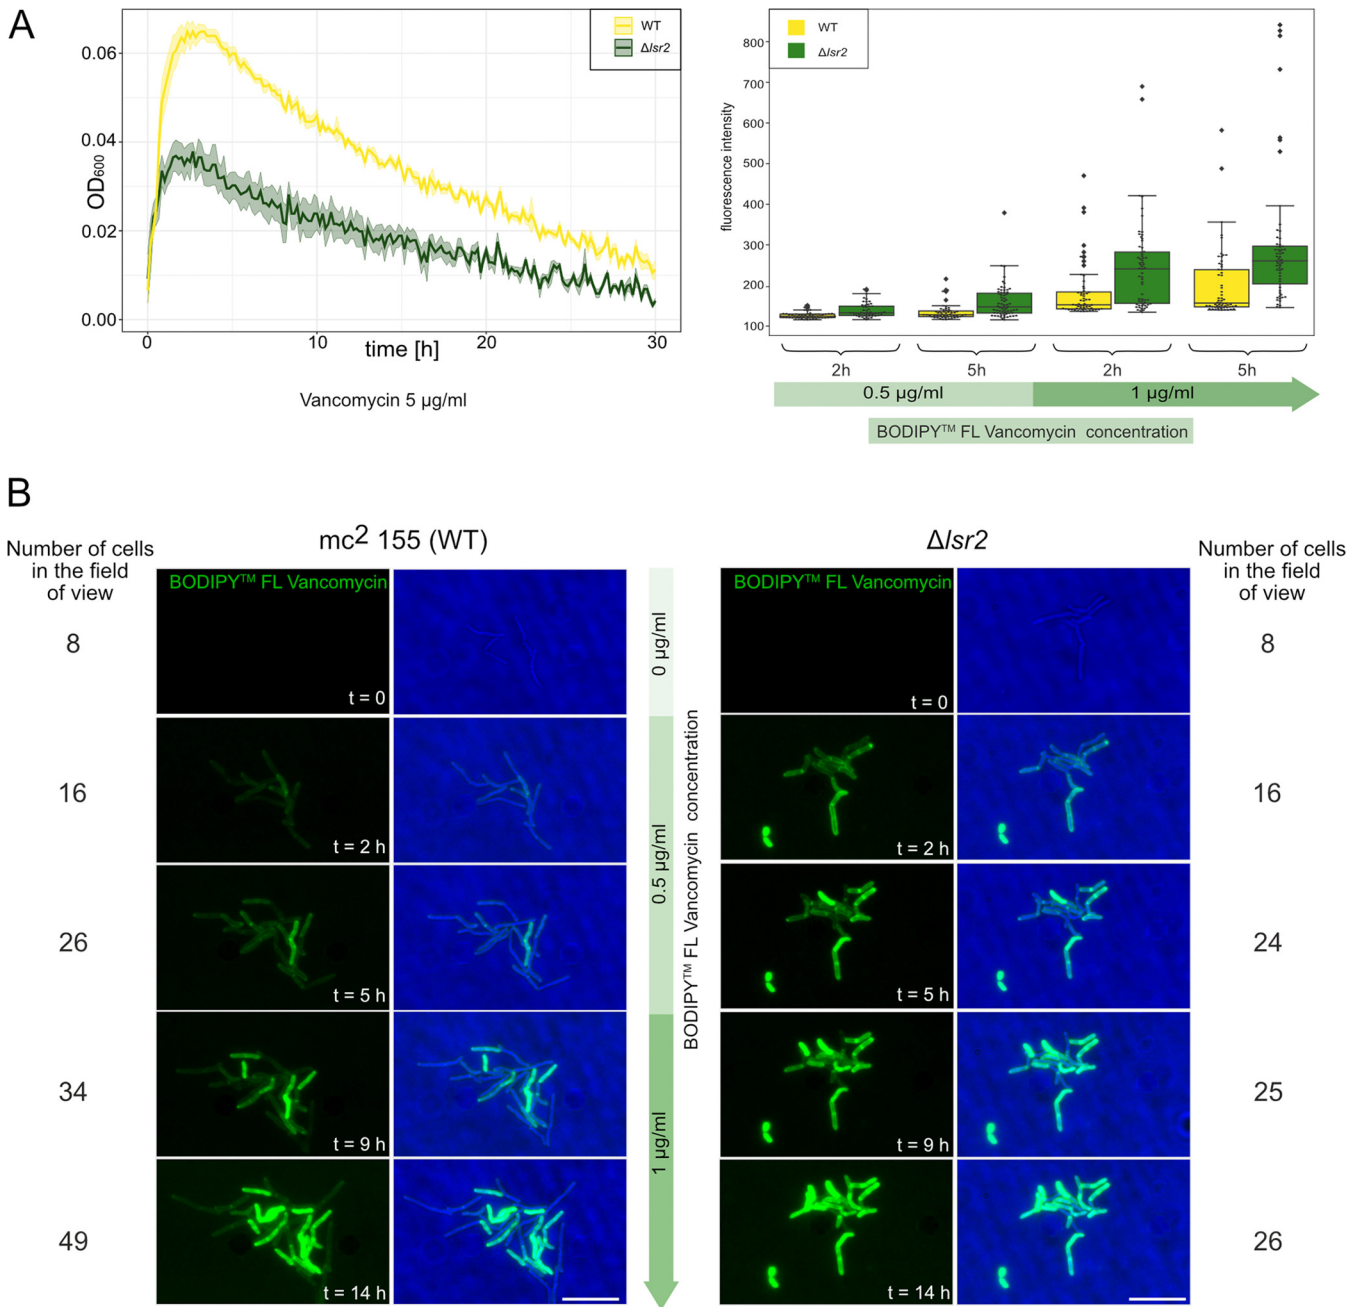 A
WT
Δlsr2
0.06
0.04
0.02
0.00
OD600
0
10
20
30
time [h]
Vancomycin 5 µg/ml
WT
Δlsr2
800
700
600
500
400
300
200
100
fluorescence intensity
2h
5h
2h
5h
0.5 µg/ml
1 µg/ml
BODIPY™ FL Vancomycin concentration
B
Number of cells
in the field
of view
mc2 155 (WT)
Δlsr2
Number of cells
in the field
of view
BODIPY™ FL Vancomycin
BODIPY™ FL Vancomycin
8
t = 0
0 µg/ml
t = 0
8
16
t = 2 h
0.5 µg/ml
BODIPY™ FL Vancomycin concentration
t = 2 h
16
26
t = 5 h
t = 5 h
24
34
t = 9 h
1 µg/ml
t = 9 h
25
49
t = 14 h
t = 14 h
26